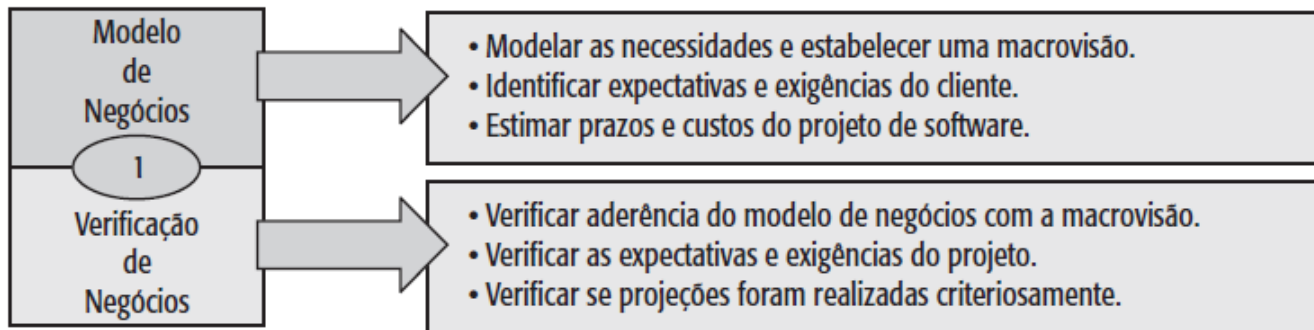 Modelo
de
Negócios
• Modelar as necessidades e estabelecer uma macrovisão.
• Identificar expectativas e exigências do cliente.
• Estimar prazos e custos do projeto de software.
1
Verificação
de
Negócios
• Verificar aderência do modelo de negócios com a macrovisão.
• Verificar as expectativas e exigências do projeto.
• Verificar se projeções foram realizadas criteriosamente.